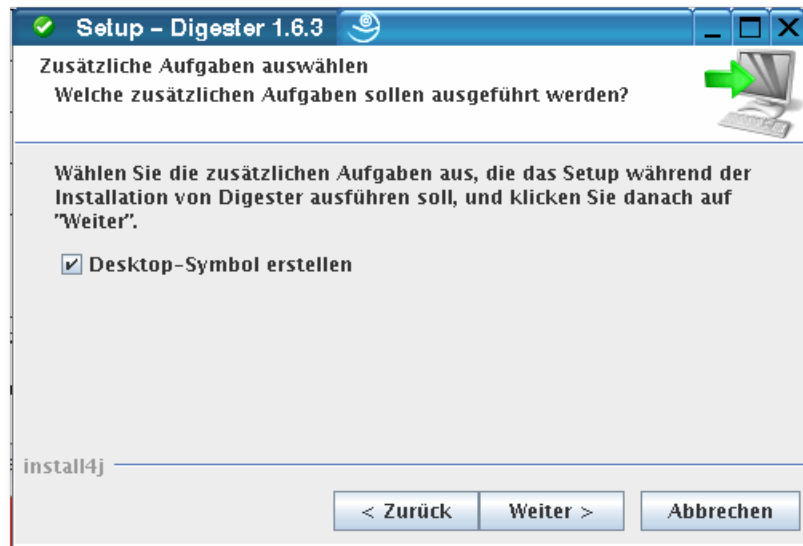 Setup – Digester 1.6.3
Zusätzliche Aufgaben auswählen
Welche zusätzlichen Aufgaben sollen ausgeführt werden?
Wählen Sie die zusätzlichen Aufgaben aus, die das Setup während der
Installation von Digester ausführen soll, und klicken Sie danach auf
"Weiter".
Desktop-Symbol erstellen
install4j
< Zurück Weiter > Abbrechen